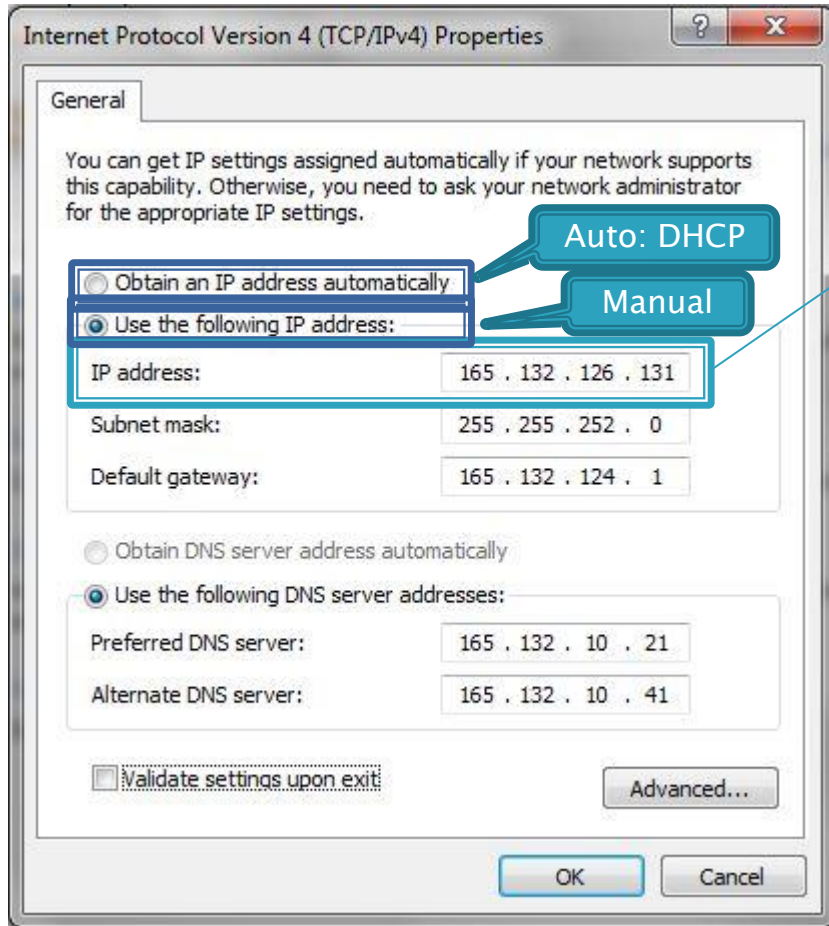 Internet Protocol Version 4 (TCP/IPv4) Properties
?
X
General
You can get IP settings assigned automatically if your network supports
this capability. Otherwise, you need to ask your network administrator
for the appropriate IP settings.
Auto: DHCP
Obtain an IP address automatically
Manual
Use the following IP address:
IP address: 165 . 132 . 126 . 131
Subnet mask: 255 . 255 . 252 . 0
Default gateway: 165 . 132 . 124 . 1
Obtain DNS server address automatically
Use the following DNS server addresses:
Preferred DNS server: 165 . 132 . 10 . 21
Alternate DNS server: 165 . 132 . 10 . 41
Validate settings upon exit
Advanced...
OK Cancel